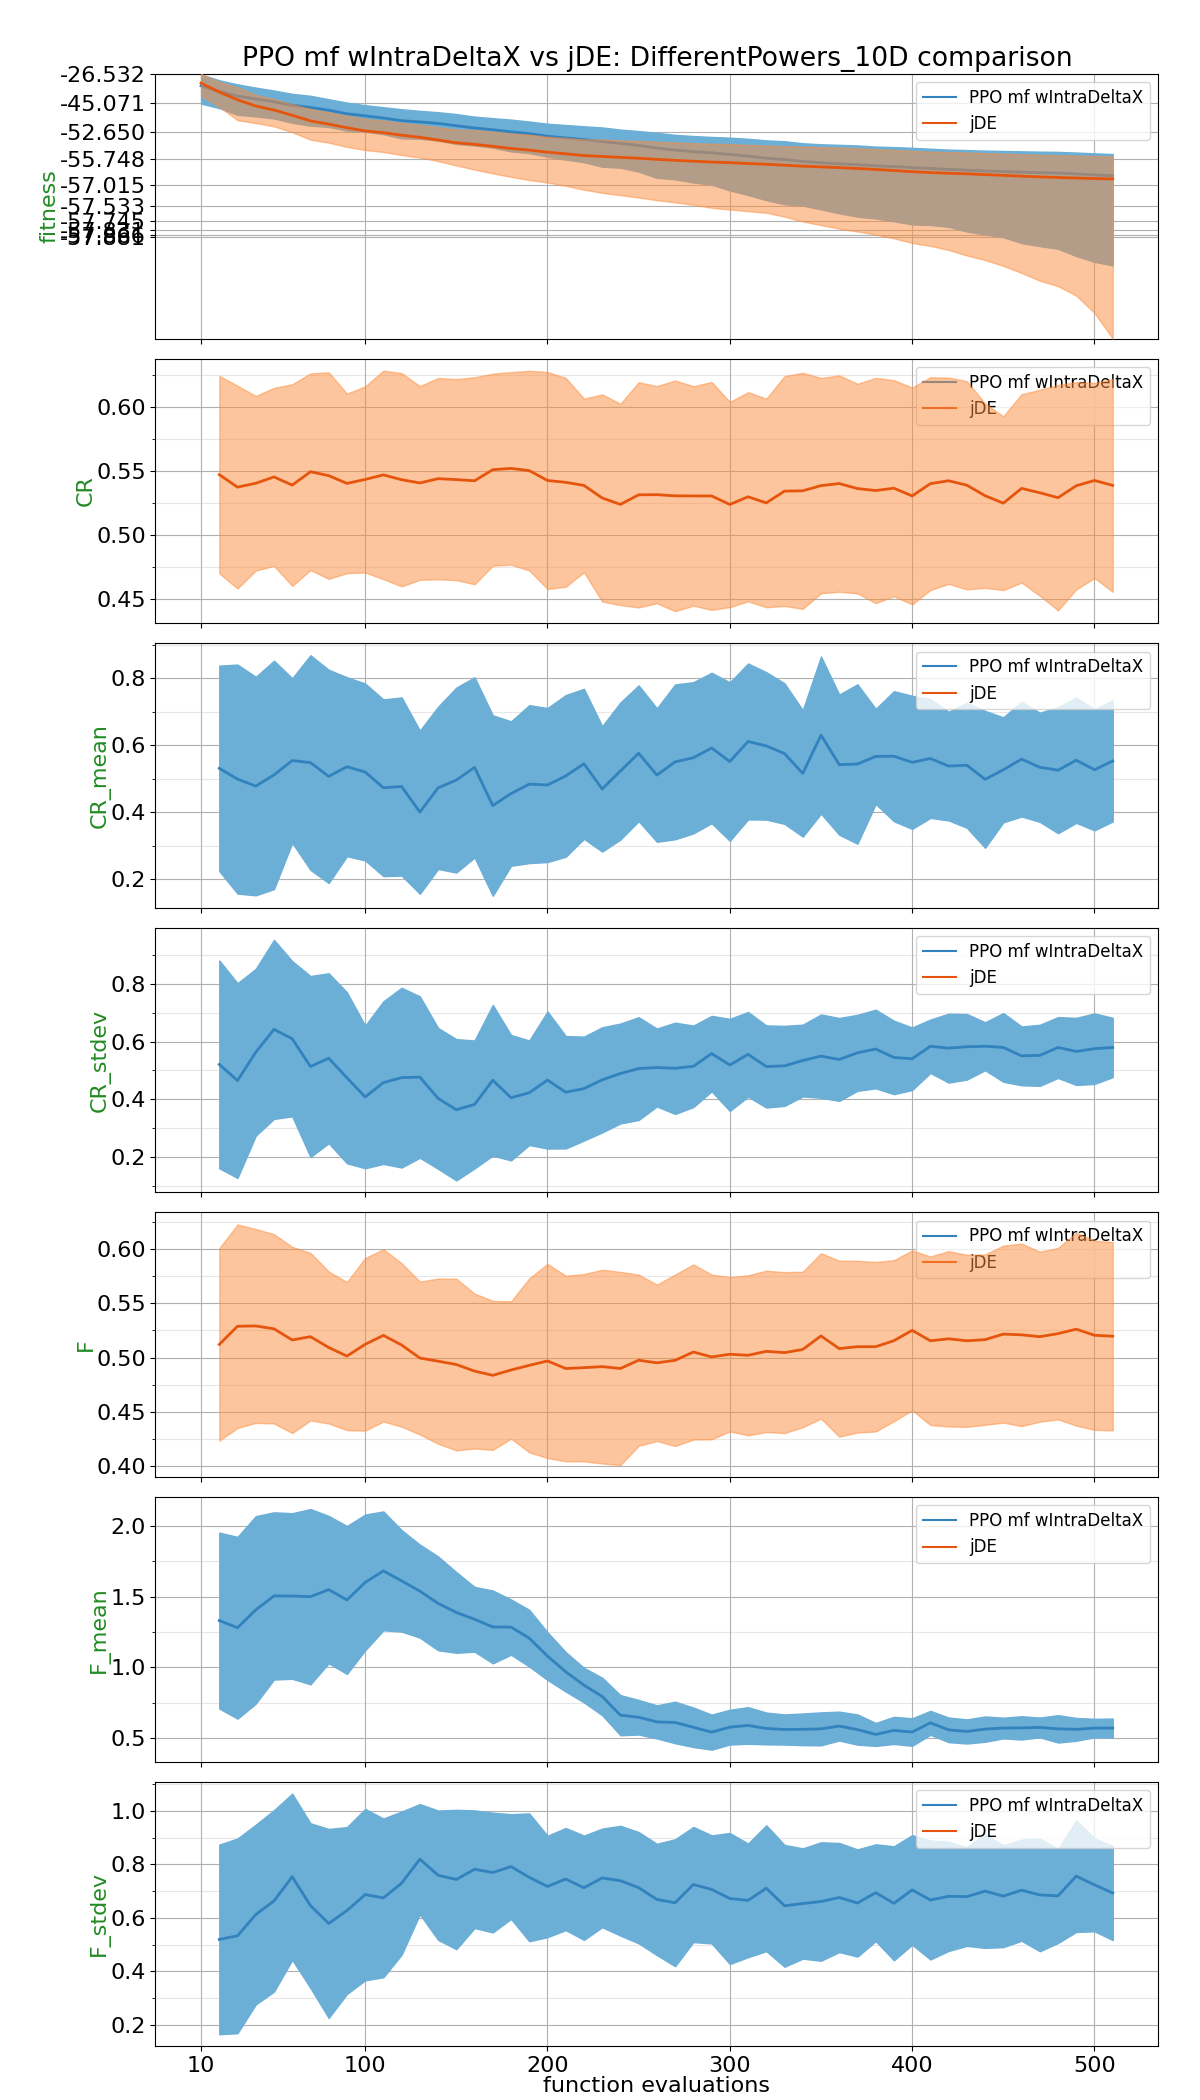 PPO mf wIntraDeltaX vs jDE: DifferentPowers_10D comparison
fitness
-26.532
-45.071
-52.650
-55.748
-57.015
-57.533
-57.745
-57.881
PPO mf wIntraDeltaX
jDE
CR
0.60
0.55
0.50
0.45
PPO mf wIntraDeltaX
jDE
CR_mean
0.8
0.6
0.4
0.2
PPO mf wIntraDeltaX
jDE
CR_stdev
0.8
0.6
0.4
0.2
PPO mf wIntraDeltaX
jDE
F
0.60
0.55
0.50
0.45
0.40
PPO mf wIntraDeltaX
jDE
F_mean
2.0
1.5
1.0
0.5
PPO mf wIntraDeltaX
jDE
F_stdev
1.0
0.8
0.6
0.4
0.2
PPO mf wIntraDeltaX
jDE
10 100 200 300 400 500
function evaluations